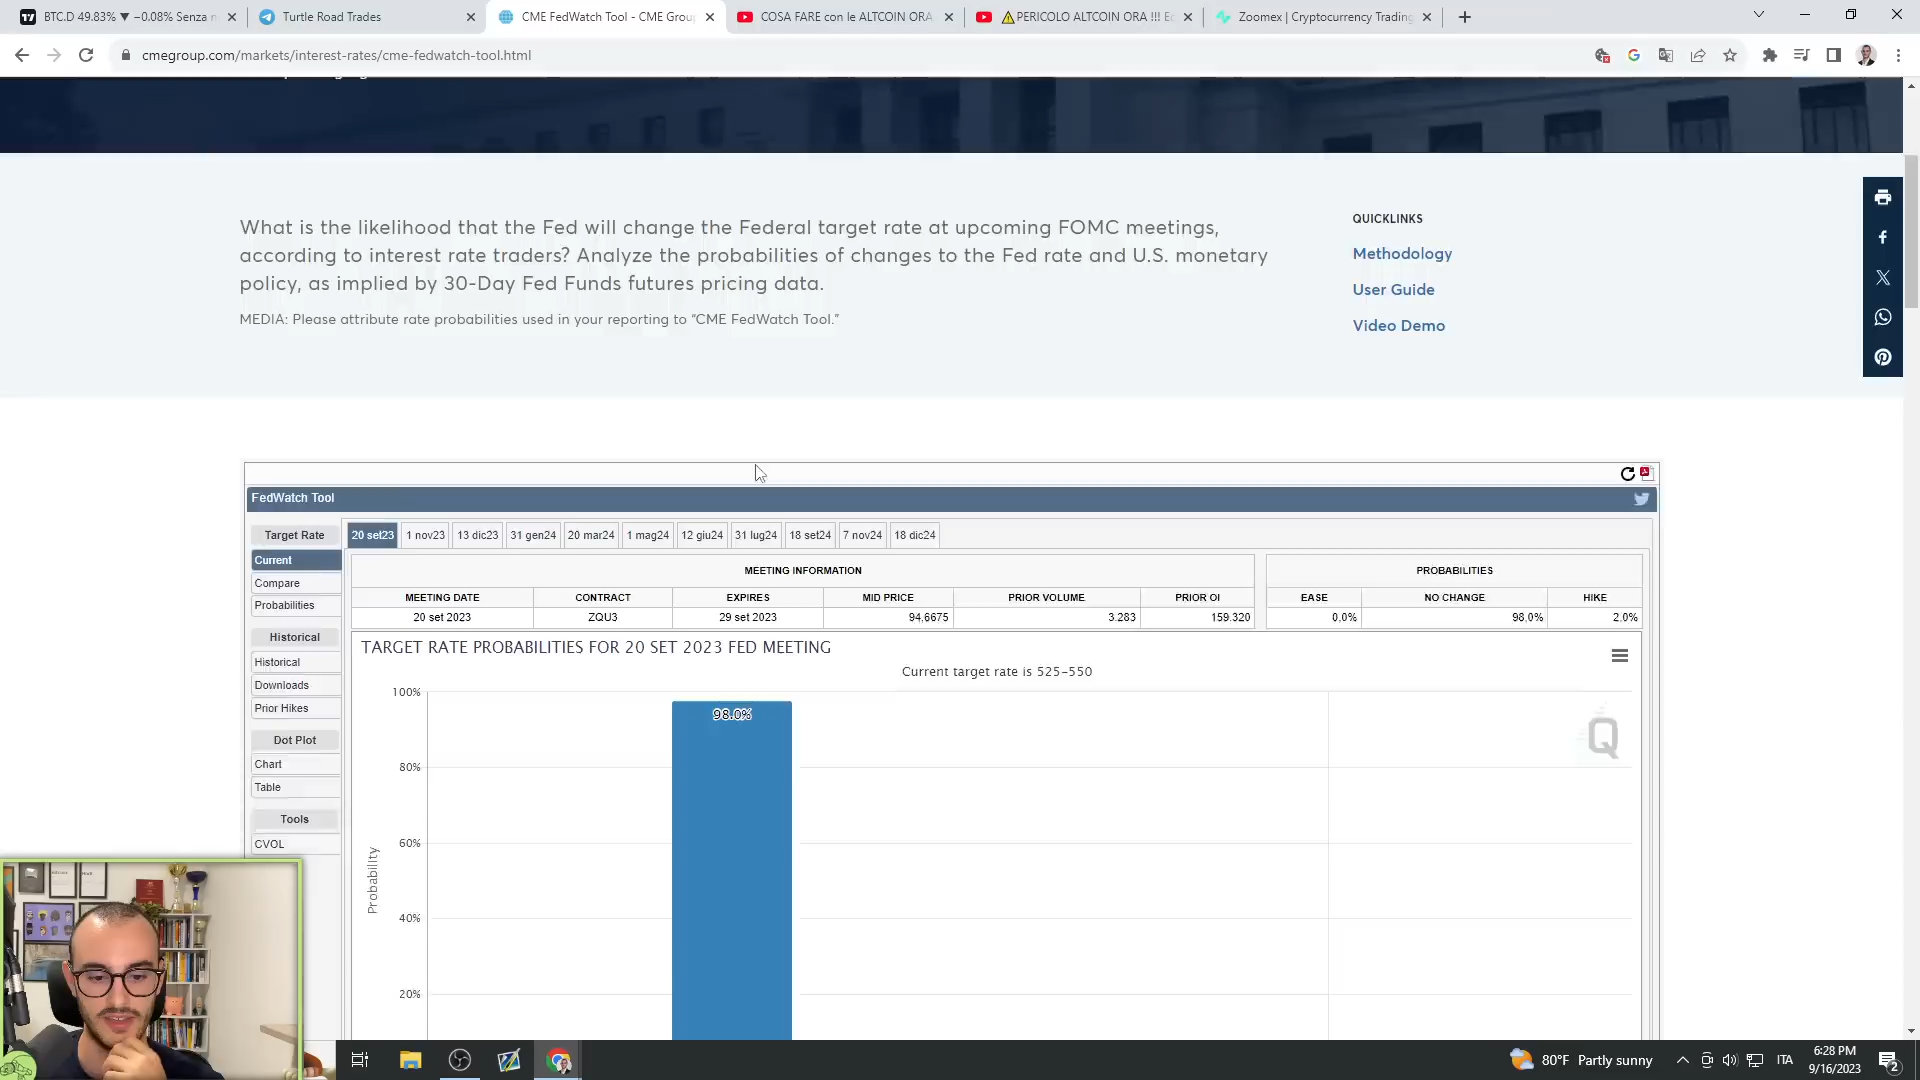 BTC.D 49.83% ▼ −0.08% Senza n
Turtle Road Trades
CME FedWatch Tool - CME Grou
COSA FARE con le ALTCOIN ORA
⚠PERICOLO ALTCOIN ORA !!! Ec
Zoomex | Cryptocurrency Trading
cmegroup.com/markets/interest-rates/cme-fedwatch-tool.html
What is the likelihood that the Fed will change the Federal target rate at upcoming FOMC meetings,
according to interest rate traders? Analyze the probabilities of changes to the Fed rate and U.S. monetary
policy, as implied by 30-Day Fed Funds futures pricing data.
MEDIA: Please attribute rate probabilities used in your reporting to "CME FedWatch Tool."
QUICKLINKS
Methodology
User Guide
Video Demo
FedWatch Tool
Target Rate
Current
Compare
Probabilities
Historical
Historical
Downloads
Prior Hikes
Dot Plot
Chart
Table
Tools
CVOL
20 set23 1 nov23 13 dic23 31 gen24 20 mar24 1 mag24 12 giu24 31 lug24 18 set24 7 nov24 18 dic24
MEETING INFORMATION
MEETING DATE CONTRACT EXPIRES MID PRICE PRIOR VOLUME PRIOR OI
20 set 2023 ZQU3 29 set 2023 94,6675 3.283 159.320
PROBABILITIES
EASE NO CHANGE HIKE
0,0% 98,0% 2.0%
TARGET RATE PROBABILITIES FOR 20 SET 2023 FED MEETING
Current target rate is 525–550
100%
98.0%
80%
60%
40%
20%
Probability
Q
80°F Partly sunny
ITA
6:28 PM
9/16/2023
2